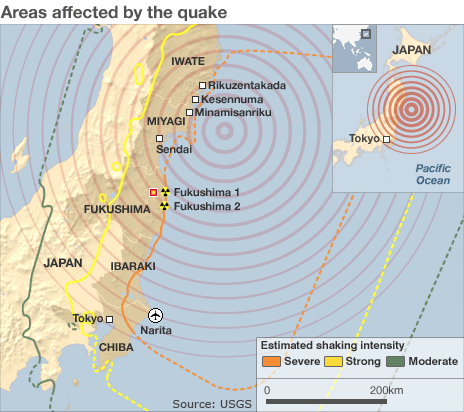 Areas affected by the quake
IWATE
Rikuzentakada
Kesennuma
Minamisanriku
MIYAGI
Sendai
Fukushima 1
Fukushima 2
FUKUSHIMA
JAPAN
IBARAKI
Tokyo
Narita
CHIBA
JAPAN
Tokyo
Pacific
Ocean
Estimated shaking intensity
Severe Strong Moderate
0 200km
Source: USGS